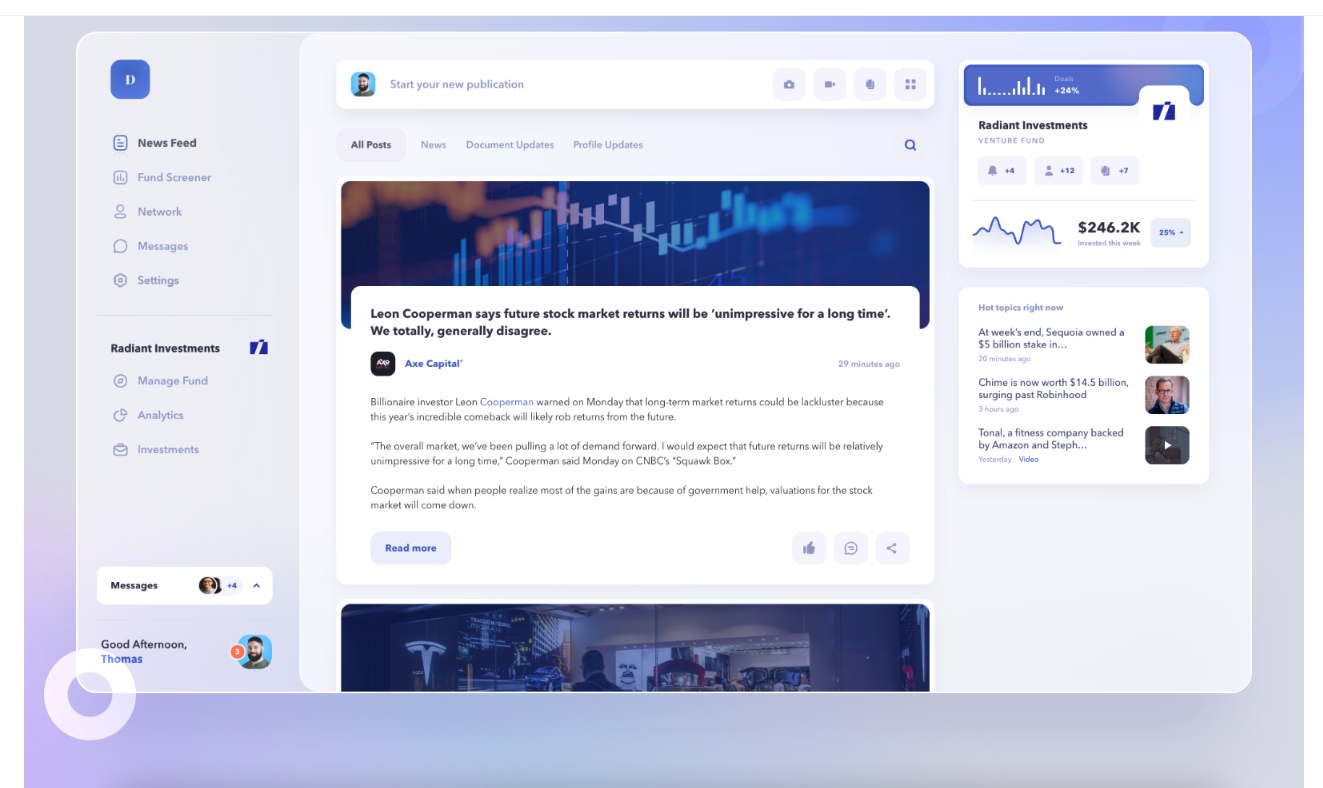 D
News Feed
Fund Screener
Network
Messages
Settings
Radiant Investments
Manage Fund
Analytics
Investments
Messages
+4
Good Afternoon,
Thomas
3
Start your new publication
All Posts
News
Document Updates
Profile Updates
Leon Cooperman says future stock market returns will be ‘unimpressive for a long time’.
We totally, generally disagree.
Axe
Axe Capital
29 minutes ago
Billionaire investor Leon Cooperman warned on Monday that long-term market returns could be lackluster because
this year’s incredible comeback will likely rob returns from the future.
“The overall market, we’ve been pulling a lot of demand forward. I would expect that future returns will be relatively
unimpressive for a long time,” Cooperman said Monday on CNBC’s “Squawk Box.”
Cooperman said when people realize most of the gains are because of government help, valuations for the stock
market will come down.
Read more
Deals
+24%
Radiant Investments
VENTURE FUND
+4
+12
+7
$246.2K
Invested this week
25%
Hot topics right now
At week’s end, Sequoia owned a
$5 billion stake in...
20 minutes ago
Chime is now worth $14.5 billion,
surging past Robinhood
3 hours ago
Tonal, a fitness company backed
by Amazon and Steph...
Yesterday Video